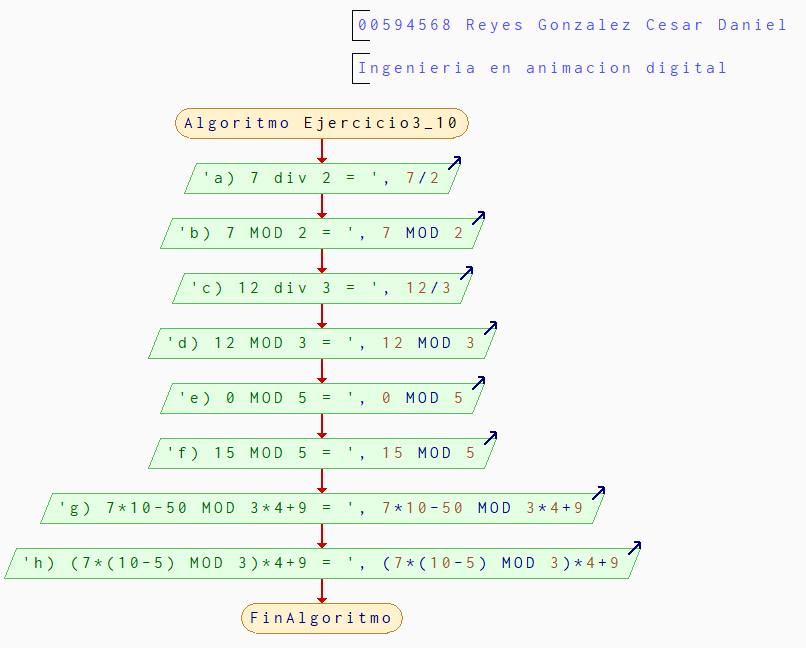 00594568 Reyes Gonzalez Cesar Daniel
Ingenieria en animacion digital
Algoritmo Ejercicio3_10
'a) 7 div 2 = ', 7/2
'b) 7 MOD 2 = ', 7 MOD 2
'c) 12 div 3 = ', 12/3
'd) 12 MOD 3 = ', 12 MOD 3
'e) 0 MOD 5 = ', 0 MOD 5
'f) 15 MOD 5 = ', 15 MOD 5
'g) 7*10-50 MOD 3*4+9 = ', 7*10-50 MOD 3*4+9
'h) (7*(10-5) MOD 3)*4+9 = ', (7*(10-5) MOD 3)*4+9
FinAlgoritmo